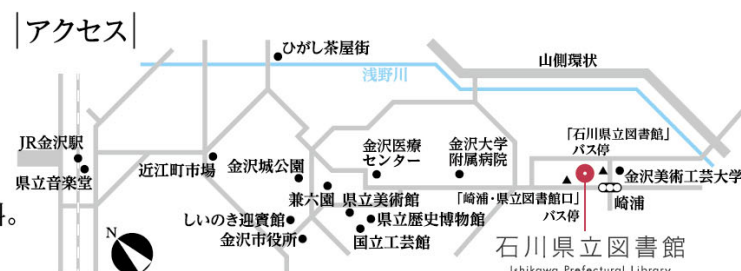 アクセス
ひがし茶屋街
浅野川
山側環状
JR金沢駅
県立音楽堂
近江町市場
金沢城公園
金沢医療
センター
金沢大学
附属病院
「石川県立図書館」
バス停
金沢美術工芸大学
兼六園
県立美術館
「崎浦・県立図書館口」
バス停
崎浦
しいのき迎賓館
県立歴史博物館
金沢市役所
国立工芸館
料。
N
石川県立図書館
Ishikawa Prefectural Library